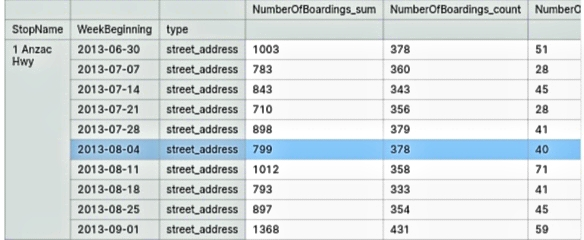 NumberOfBoardings_sum NumberOfBoardings_count NumberO
StopName WeekBeginning type
1 Anzac Hwy 2013-06-30 street_address 1003 378 51
2013-07-07 street_address 783 360 28
2013-07-14 street_address 843 343 45
2013-07-21 street_address 710 356 28
2013-07-28 street_address 898 379 41
2013-08-04 street_address 799 378 40
2013-08-11 street_address 1012 358 71
2013-08-18 street_address 793 333 41
2013-08-25 street_address 897 354 45
2013-09-01 street_address 1368 431 59